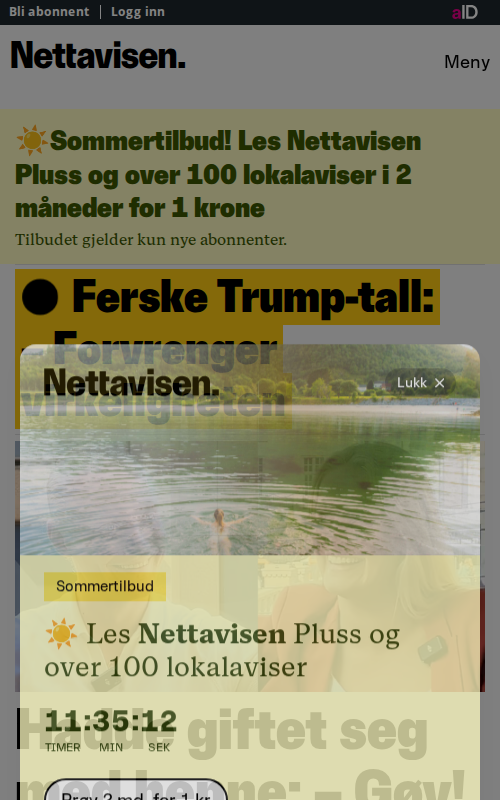 Bli abonnent | Logg inn
aID
Nettavisen.
Meny
☀️Sommertilbud! Les Nettavisen
Pluss og over 100 lokalaviser i 2
måneder for 1 krone
Tilbudet gjelder kun nye abonnenter.
● Ferske Trump-tall:
– Forvrenger
virkeligheten
Nettavisen.
Lukk ×
Sommertilbud
☀️ Les Nettavisen Pluss og
over 100 lokalaviser
11:35:12
TIMER MIN SEK
Hadde giftet seg
med henne: – Gøy!
Prøv 2 md. for 1 kr